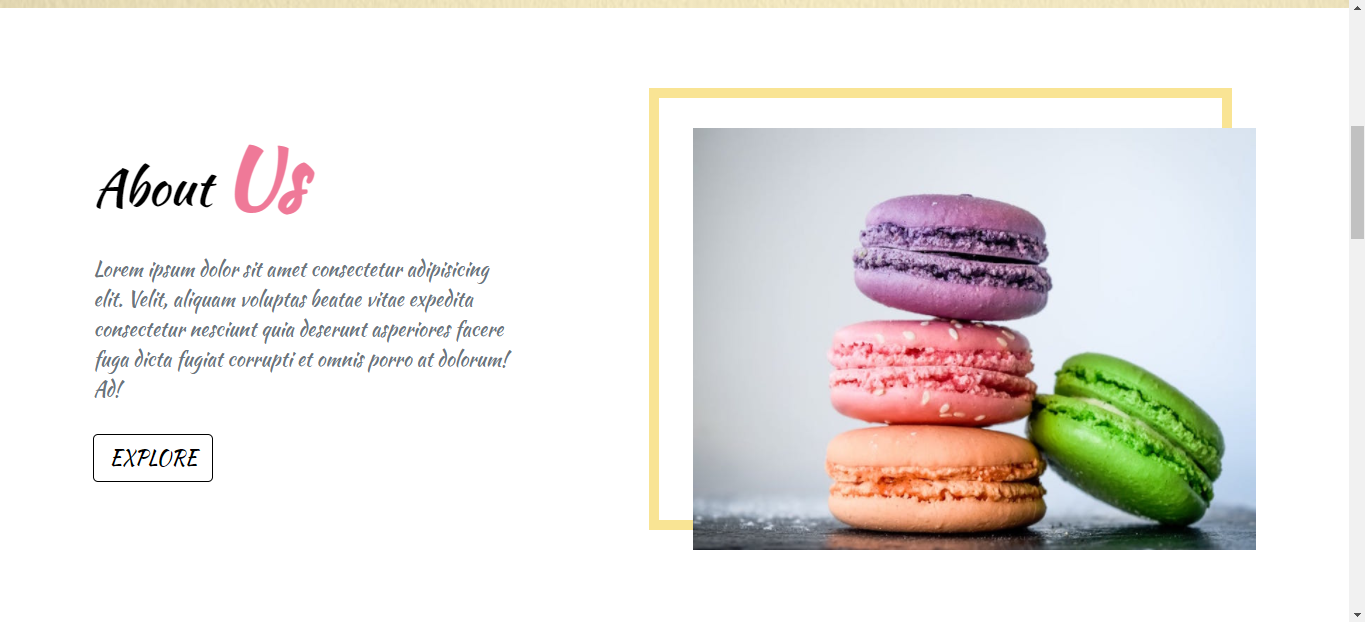 About Us
Lorem ipsum dolor sit amet consectetur adipisicing
elit. Velit, aliquam voluptas beatae vitae expedita
consectetur nesciunt quia deserunt asperiores facere
fuga dicta fugiat corrupti et omnis porro at dolorum!
Ad!
EXPLORE